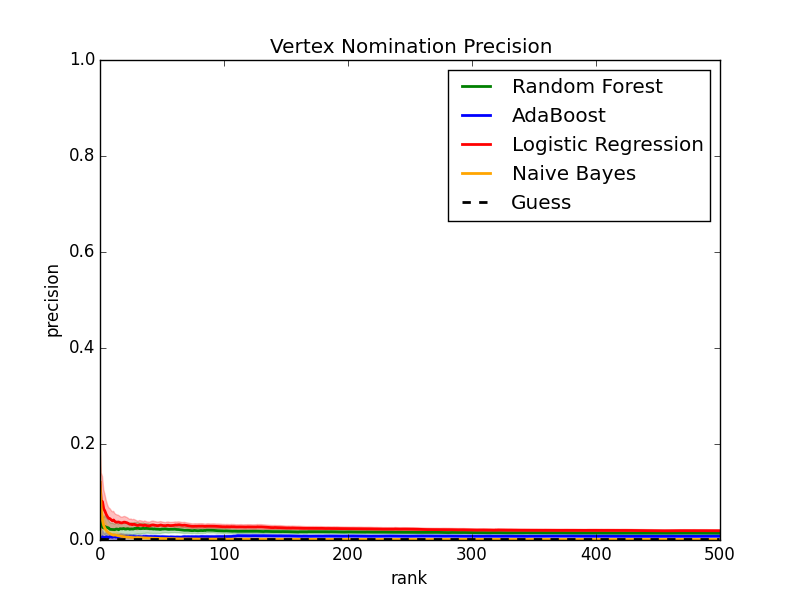 Vertex Nomination Precision
1.0
0.8
0.6
0.4
0.2
0.0
precision
Random Forest
AdaBoost
Logistic Regression
Naive Bayes
Guess
0 100 200 300 400 500
rank